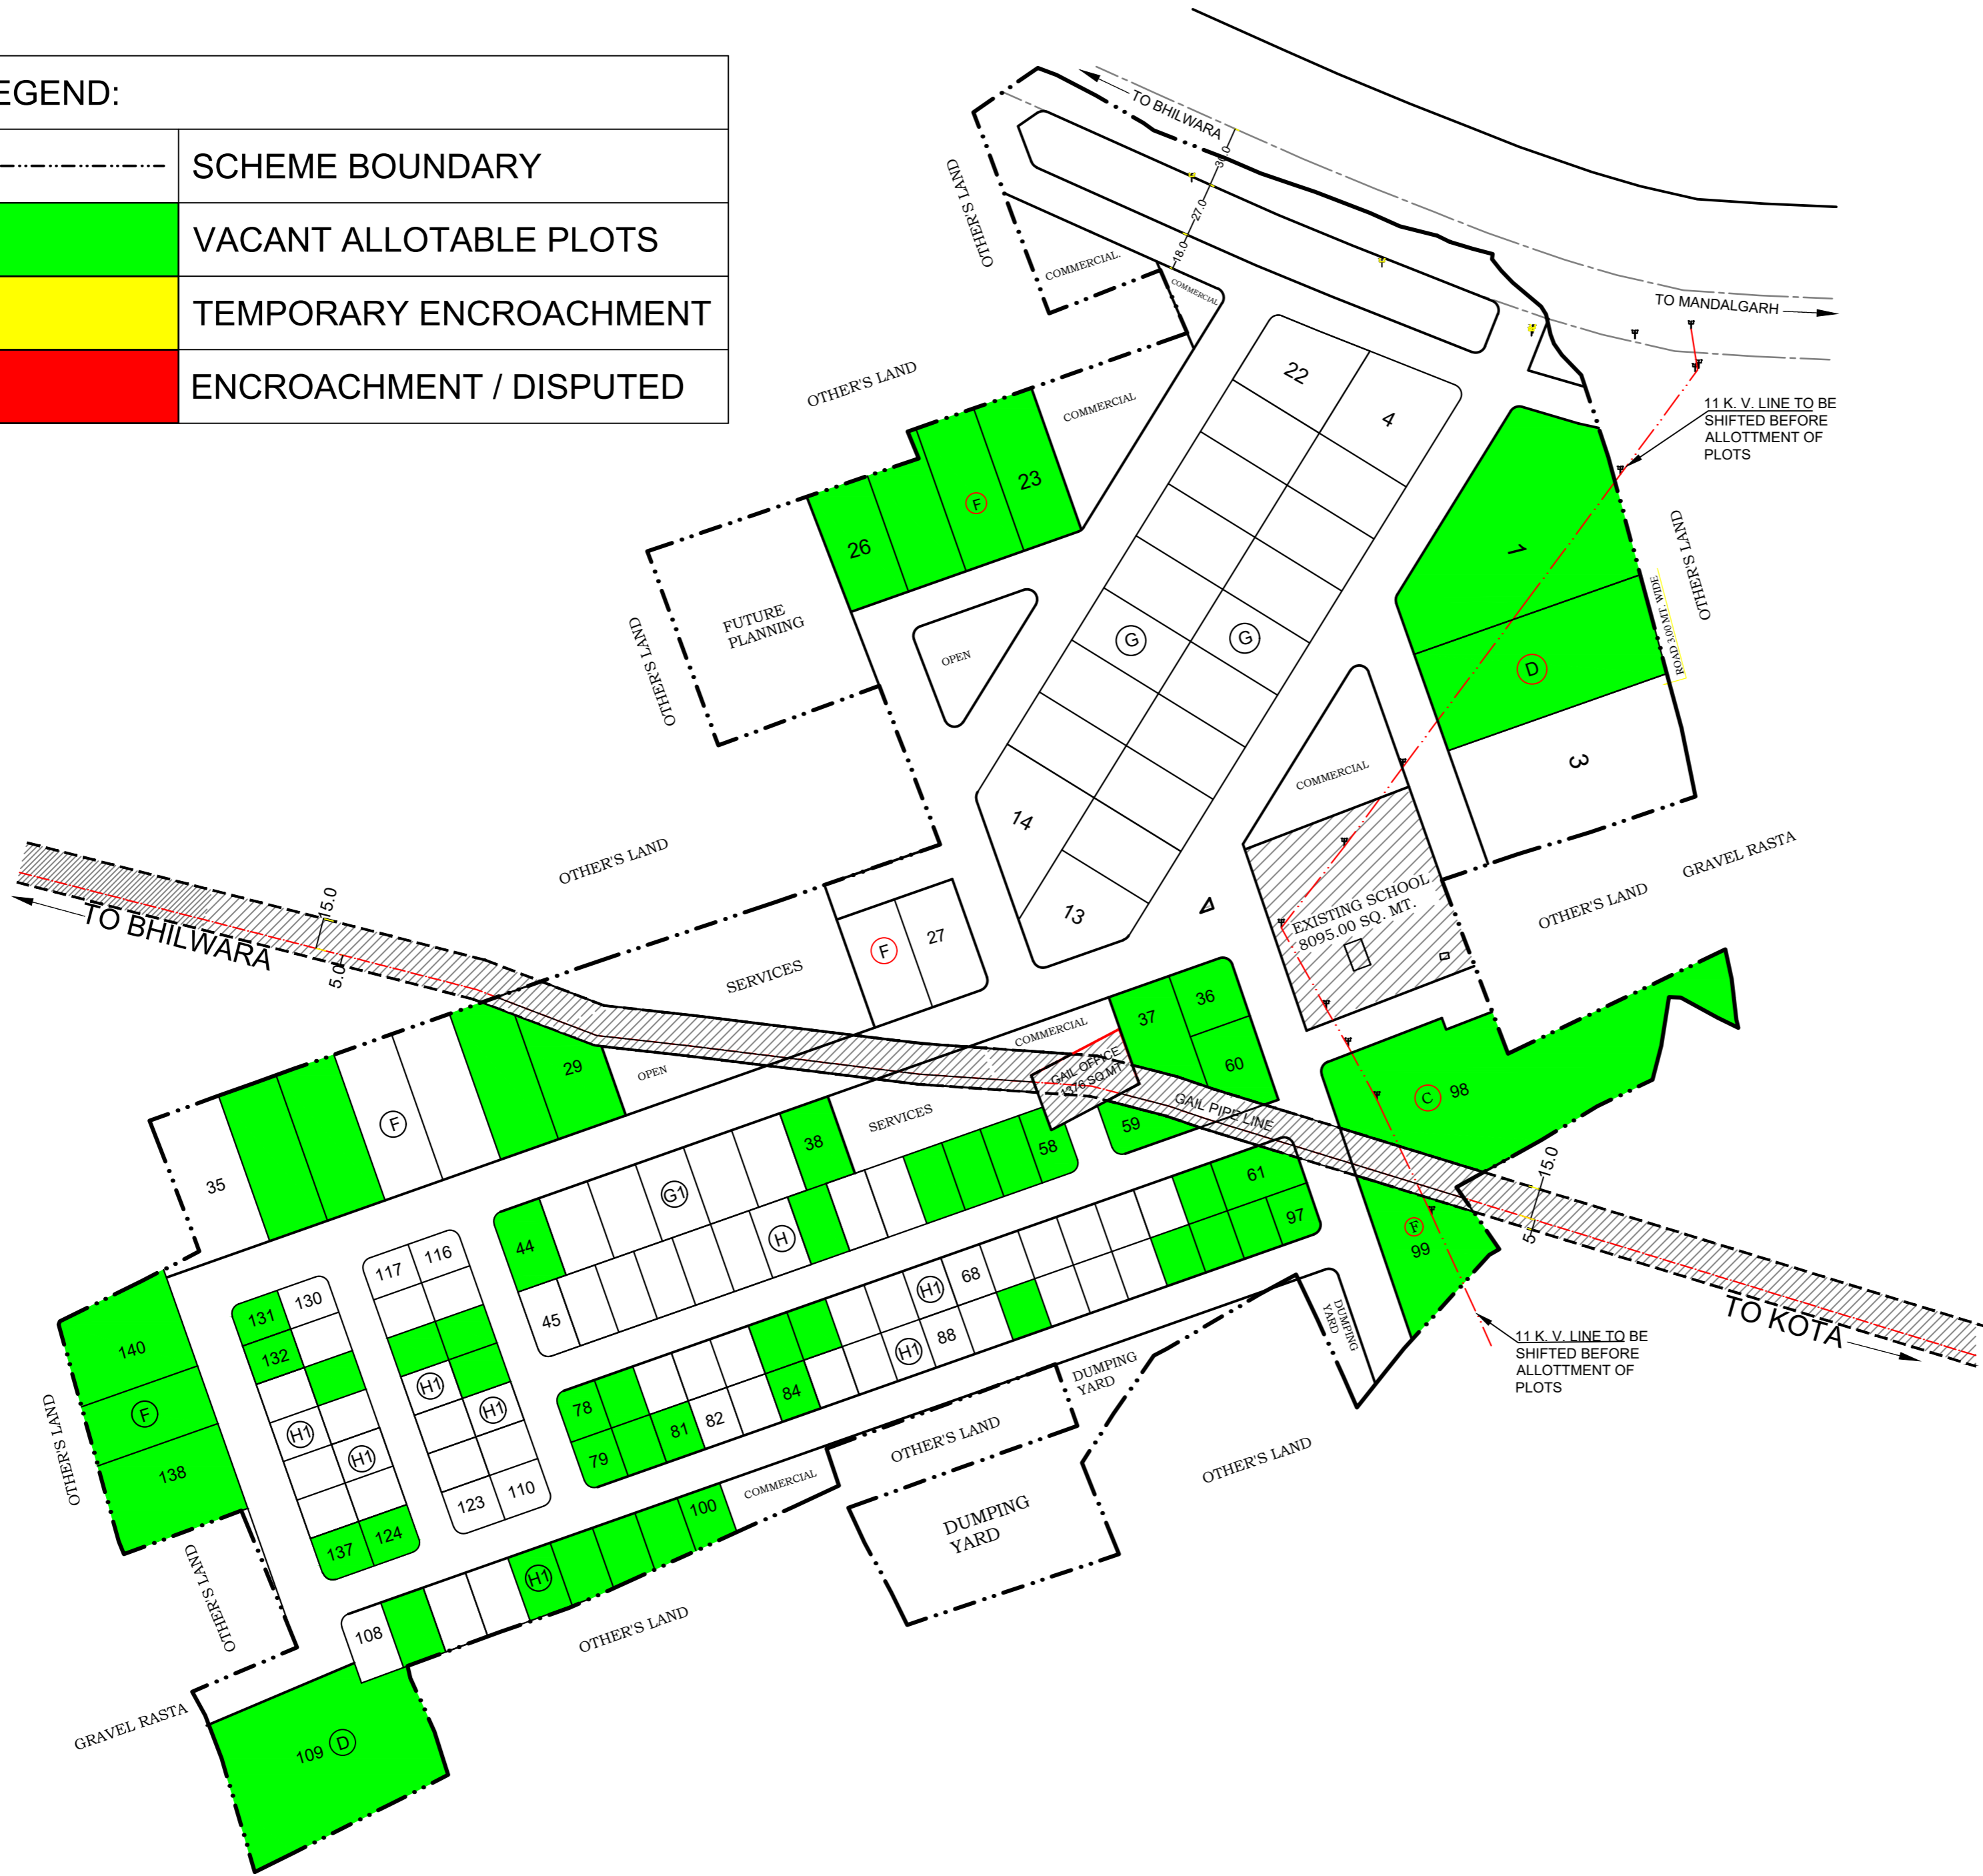 EGEND:
SCHEME BOUNDARY
VACANT ALLOTABLE PLOTS
TEMPORARY ENCROACHMENT
ENCROACHMENT / DISPUTED
TO BHILWARA
30.0
27.0
18.0
OTHER'S LAND
COMMERCIAL.
COMMERCIAL
TO MANDALGARH
11 K. V. LINE TO BE
SHIFTED BEFORE
ALLOTTMENT OF
PLOTS
OTHER'S LAND
COMMERCIAL
22
4
23
F
26
1
OTHER'S LAND
ROAD 3.00 MT. WIDE
D
3
FUTURE
PLANNING
OTHER'S LAND
OPEN
G
G
COMMERCIAL
14
13
EXISTING SCHOOL
8095.00 SQ. MT.
GRAVEL RASTA
OTHER'S LAND
OTHER'S LAND
15.0
TO BHILWARA
5.0
SERVICES
F
27
COMMERCIAL
37
36
60
59
GAIL OFFICE
1376 SQ.MT
GAIL PIPE LINE
C
98
29
OPEN
F
35
SERVICES
38
G1
44
H
58
45
61
97
F
99
15.0
5
TO KOTA
11 K. V. LINE TO BE
SHIFTED BEFORE
ALLOTTMENT OF
PLOTS
117
116
131
130
132
H1
H1
H1
H1
H1
68
H1
88
78
79
81
82
84
DUMPING
YARD
DUMPING
YARD
140
F
138
OTHER'S LAND
123
110
137
124
OTHER'S LAND
OTHER'S LAND
COMMERCIAL
100
H1
108
DUMPING
YARD
OTHER'S LAND
OTHER'S LAND
GRAVEL RASTA
109
D